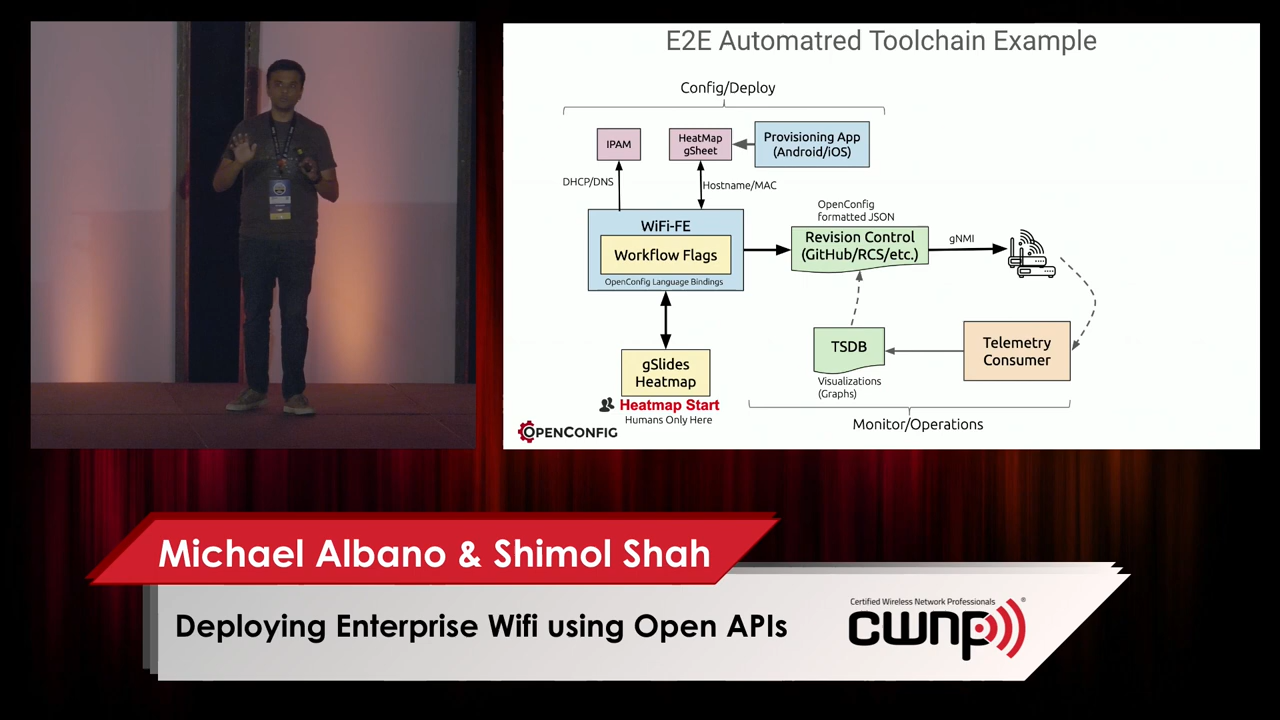 E2E Automatred Toolchain Example
Config/Deploy
IPAM
HeatMap
gSheet
Provisioning App
(Android/iOS)
DHCP/DNS
Hostname/MAC
WiFi-FE
Workflow Flags
OpenConfig Language Bindings
OpenConfig
formatted JSON
Revision Control
(GitHub/RCS/etc.)
gNMI
gSlides
Heatmap
Heatmap Start
Humans Only Here
TSDB
Visualizations
(Graphs)
Telemetry
Consumer
Monitor/Operations
OPENCONFIG
Michael Albano & Shimol Shah
Deploying Enterprise Wifi using Open APIs
Certified Wireless Network Professionals
cwnp®